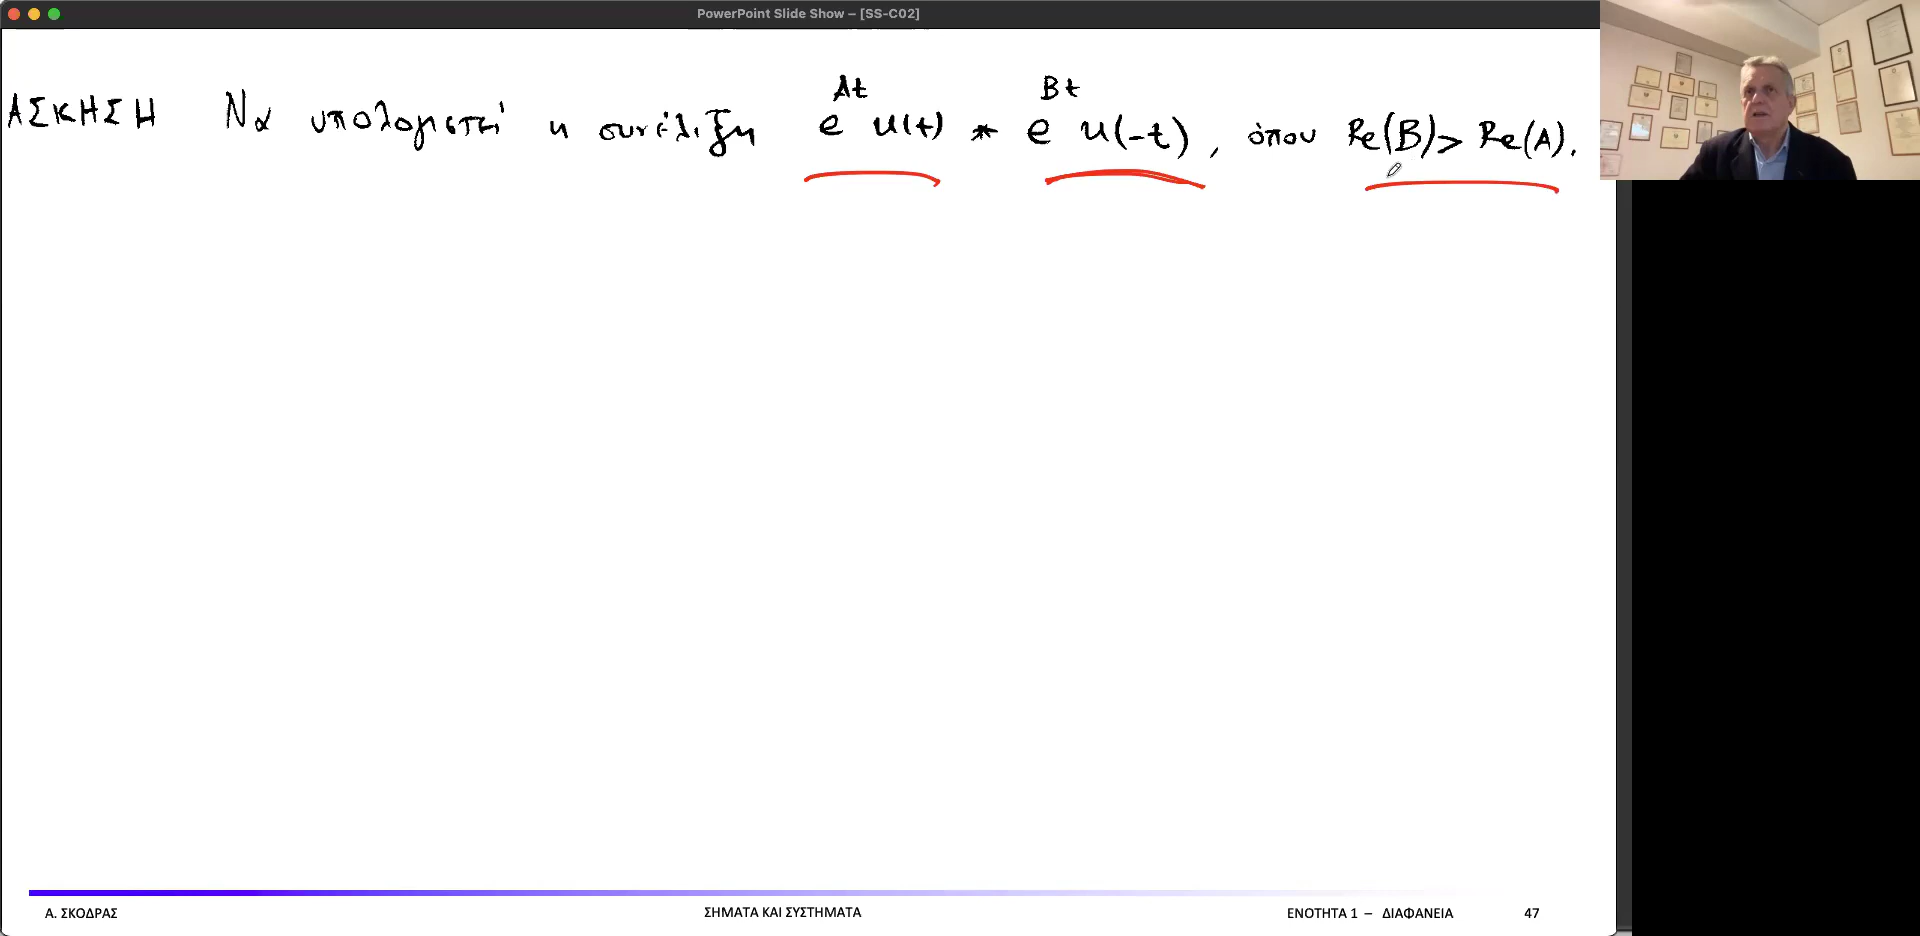 PowerPoint Slide Show – [SS-C02]
ΑΣΚΗΣΗ Να υπολογιστεί η συνέλιξη e^{At} u(t) * e^{Bt} u(-t), όπου Re(B)> Re(A).
Α. ΣΚΟΔΡΑΣ ΣΗΜΑΤΑ ΚΑΙ ΣΥΣΤΗΜΑΤΑ ΕΝΟΤΗΤΑ 1 – ΔΙΑΦΑΝΕΙΑ 47